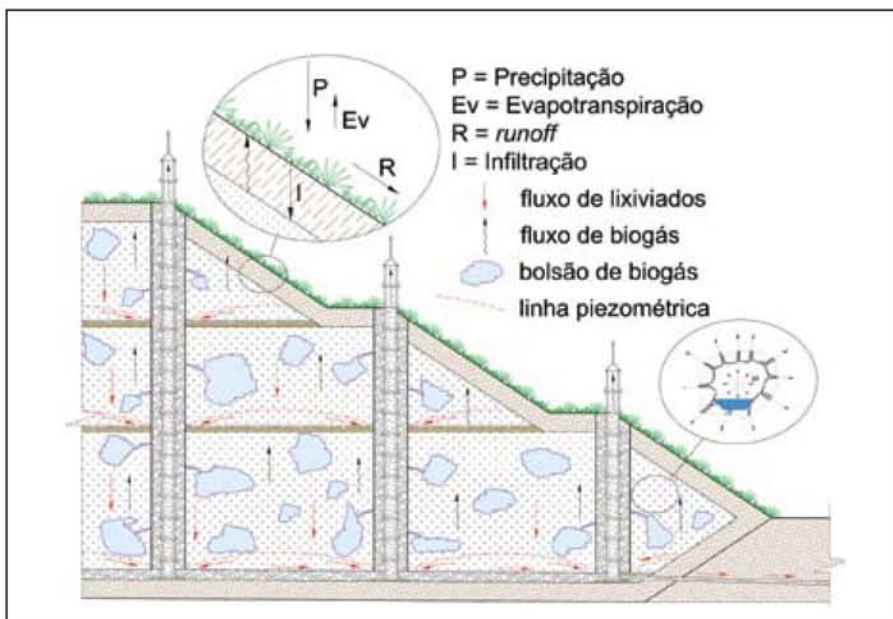 P
Ev
R
I
P = Precipitação
Ev = Evapotranspiração
R = runoff
I = Infiltração
fluxo de lixiviados
fluxo de biogás
bolsão de biogás
linha piezométrica